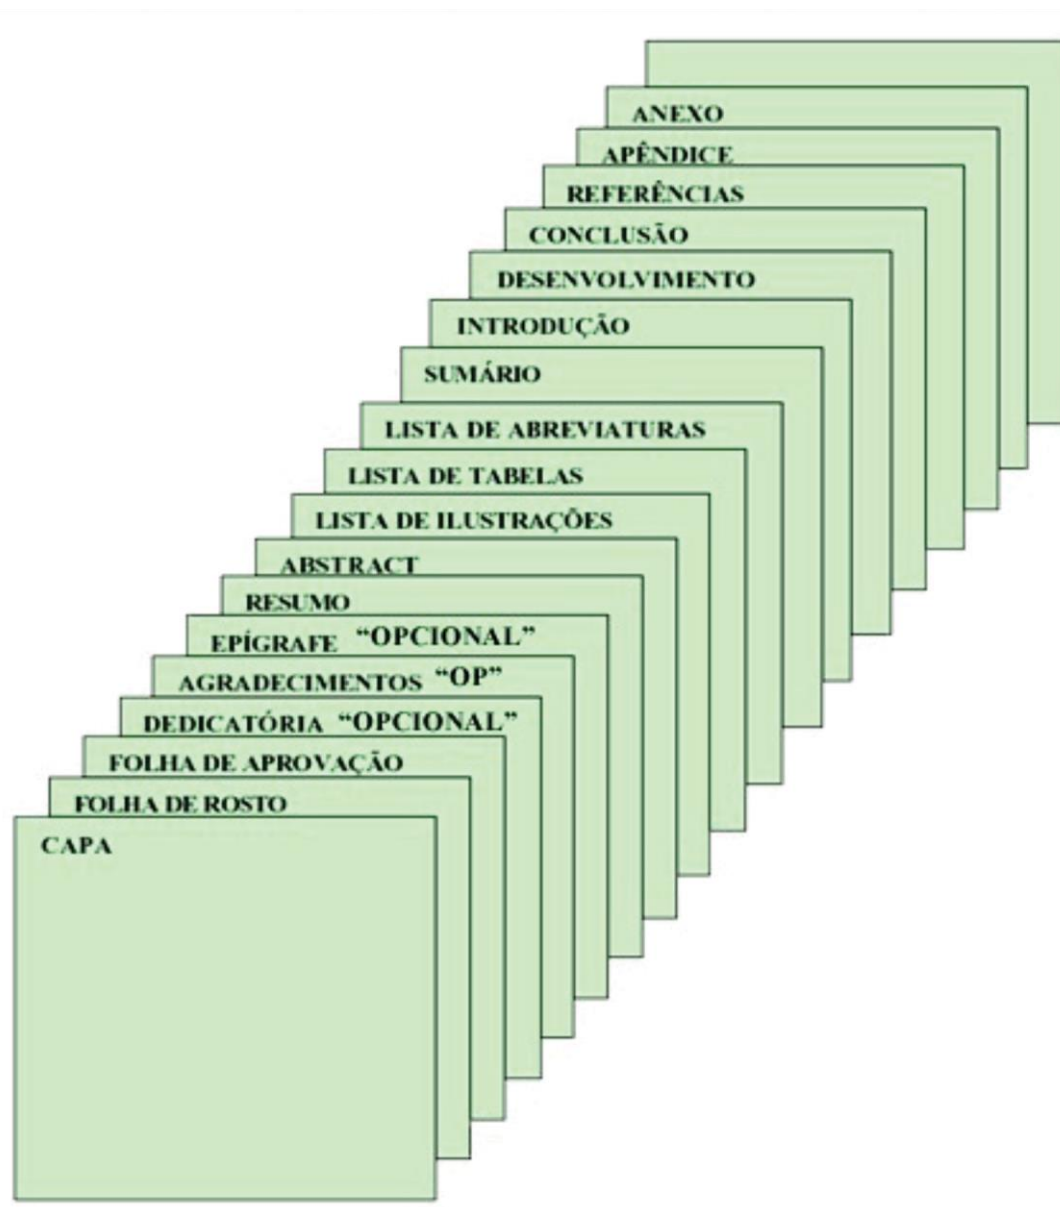 ANEXO
APÊNDICE
REFERÊNCIAS
CONCLUSÃO
DESENVOLVIMENTO
INTRODUÇÃO
SUMÁRIO
LISTA DE ABREVIATURAS
LISTA DE TABELAS
LISTA DE ILUSTRAÇÕES
ABSTRACT
RESUMO
EPÍGRAFE “OPCIONAL”
AGRADECIMENTOS “OP”
DEDICATÓRIA “OPCIONAL”
FOLHA DE APROVAÇÃO
FOLHA DE ROSTO
CAPA